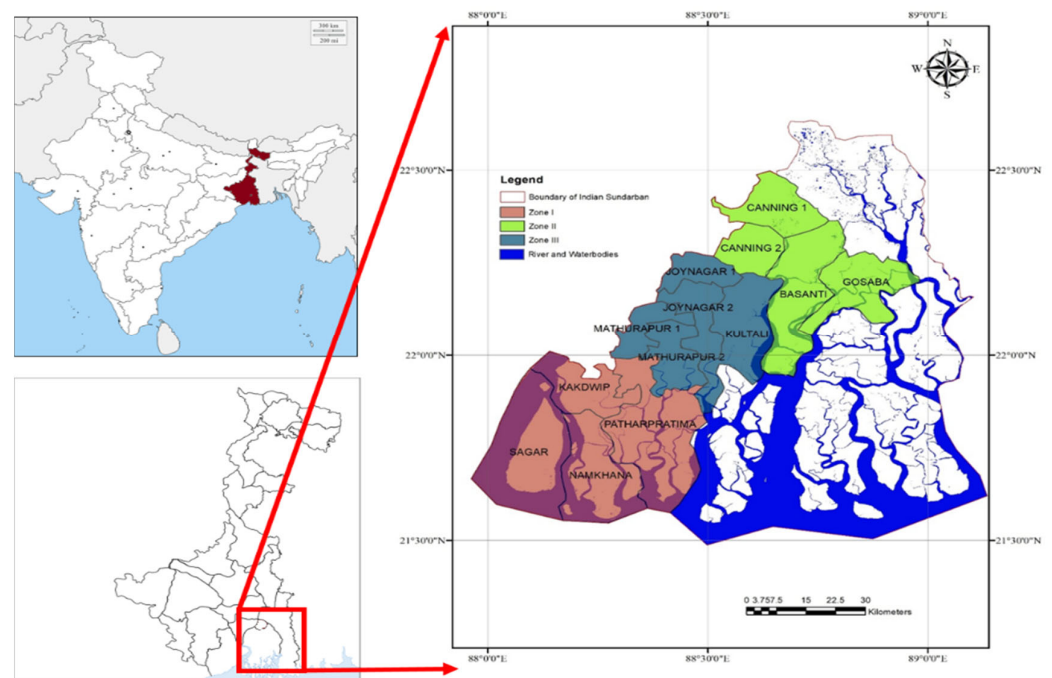 300 km
200 mi
88°0'0"E
88°30'0"E
89°0'0"E
N
W
E
S
22°30'0"N
22°30'0"N
Legend
Boundary of Indian Sundarban
Zone I
Zone II
Zone III
River and Waterbodies
CANNING 1
CANNING 2
GOSABA
BASANTI
JOYNAGAR 1
JOYNAGAR 2
MATHURAPUR 1
KULTALI
MATHURAPUR 2
22°0'0"N
22°0'0"N
KAKDWIP
PATHARPRATIMA
SAGAR
NAMKHANA
21°30'0"N
21°30'0"N
0 3.757.5 15 22.5 30
Kilometers
88°0'0"E
88°30'0"E
89°0'0"E